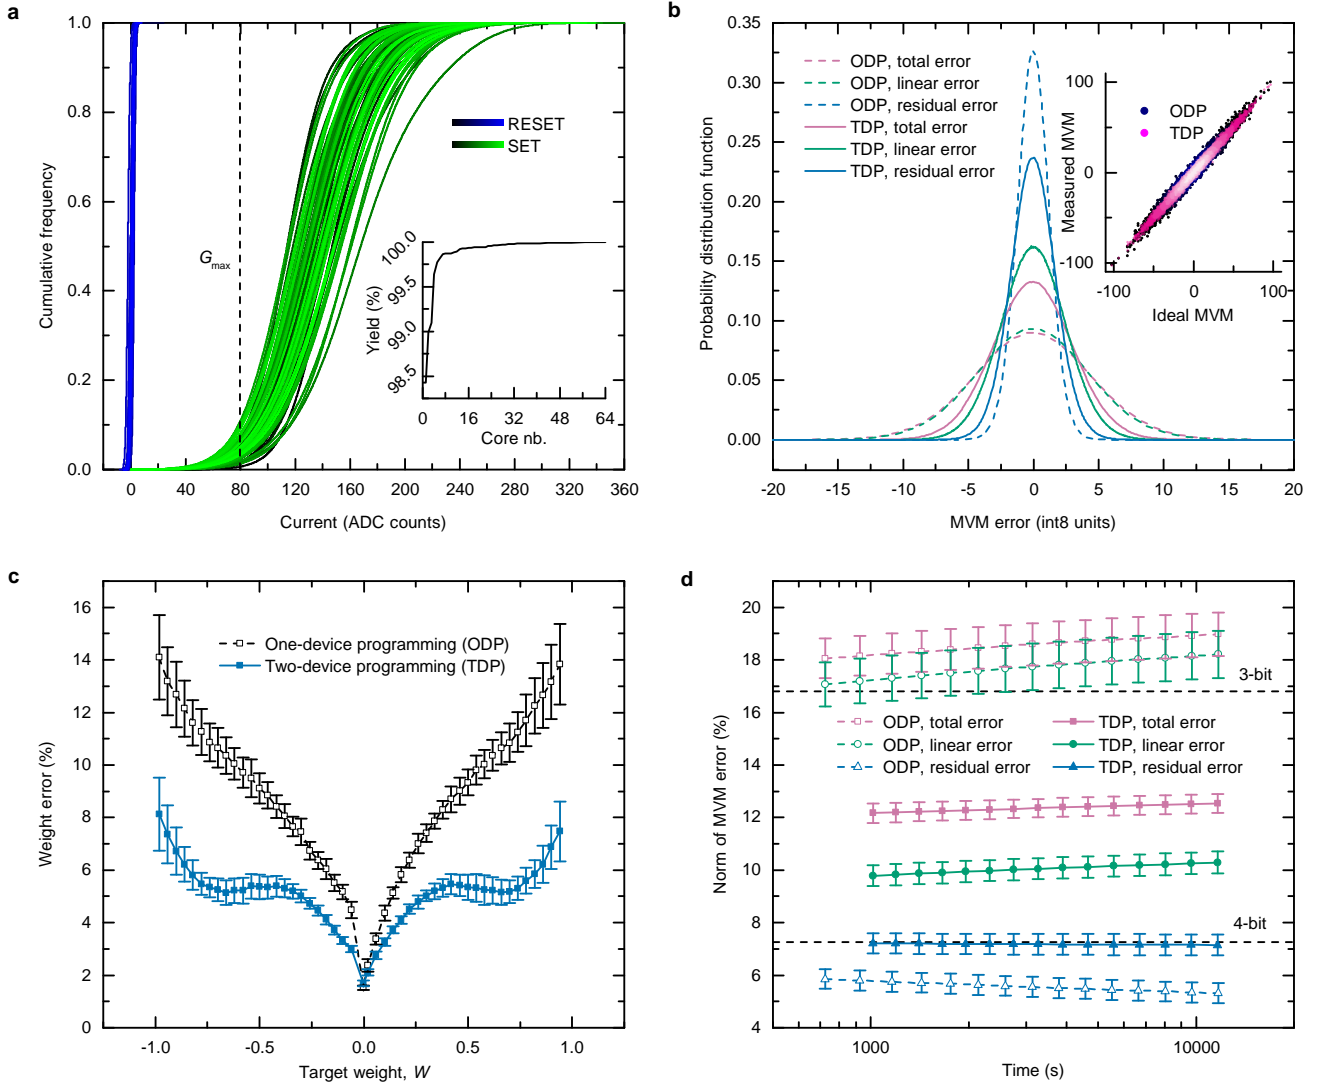 a
1.0
0.8
0.6
0.4
0.2
0.0
Cumulative frequency
0
40
80
120
160
200
240
280
320
360
Current (ADC counts)
Gmax
RESET
SET
100.0
99.5
99.0
98.5
Yield (%)
0
16
32
48
64
Core nb.
b
0.35
0.30
0.25
0.20
0.15
0.10
0.05
0.00
Probability distribution function
-20
-15
-10
-5
0
5
10
15
20
MVM error (int8 units)
ODP, total error
ODP, linear error
ODP, residual error
TDP, total error
TDP, linear error
TDP, residual error
100
0
-100
Measured MVM
ODP
TDP
-100
0
100
Ideal MVM
c
16
14
12
10
8
6
4
2
0
Weight error (%)
One-device programming (ODP)
Two-device programming (TDP)
-1.0
-0.5
0.0
0.5
1.0
Target weight, W
d
20
18
16
14
12
10
8
6
4
Norm of MVM error (%)
3-bit
ODP, total error
TDP, total error
ODP, linear error
TDP, linear error
ODP, residual error
TDP, residual error
4-bit
1000
10000
Time (s)